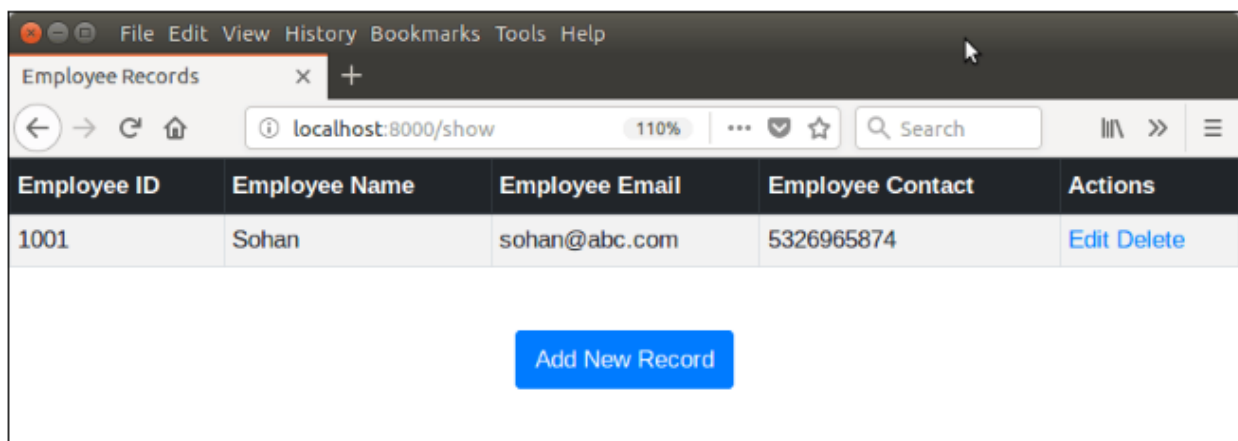 File Edit View History Bookmarks Tools Help
Employee Records
localhost:8000/show 110% Search
Employee ID Employee Name Employee Email Employee Contact Actions
1001 Sohan sohan@abc.com 5326965874 Edit Delete
Add New Record